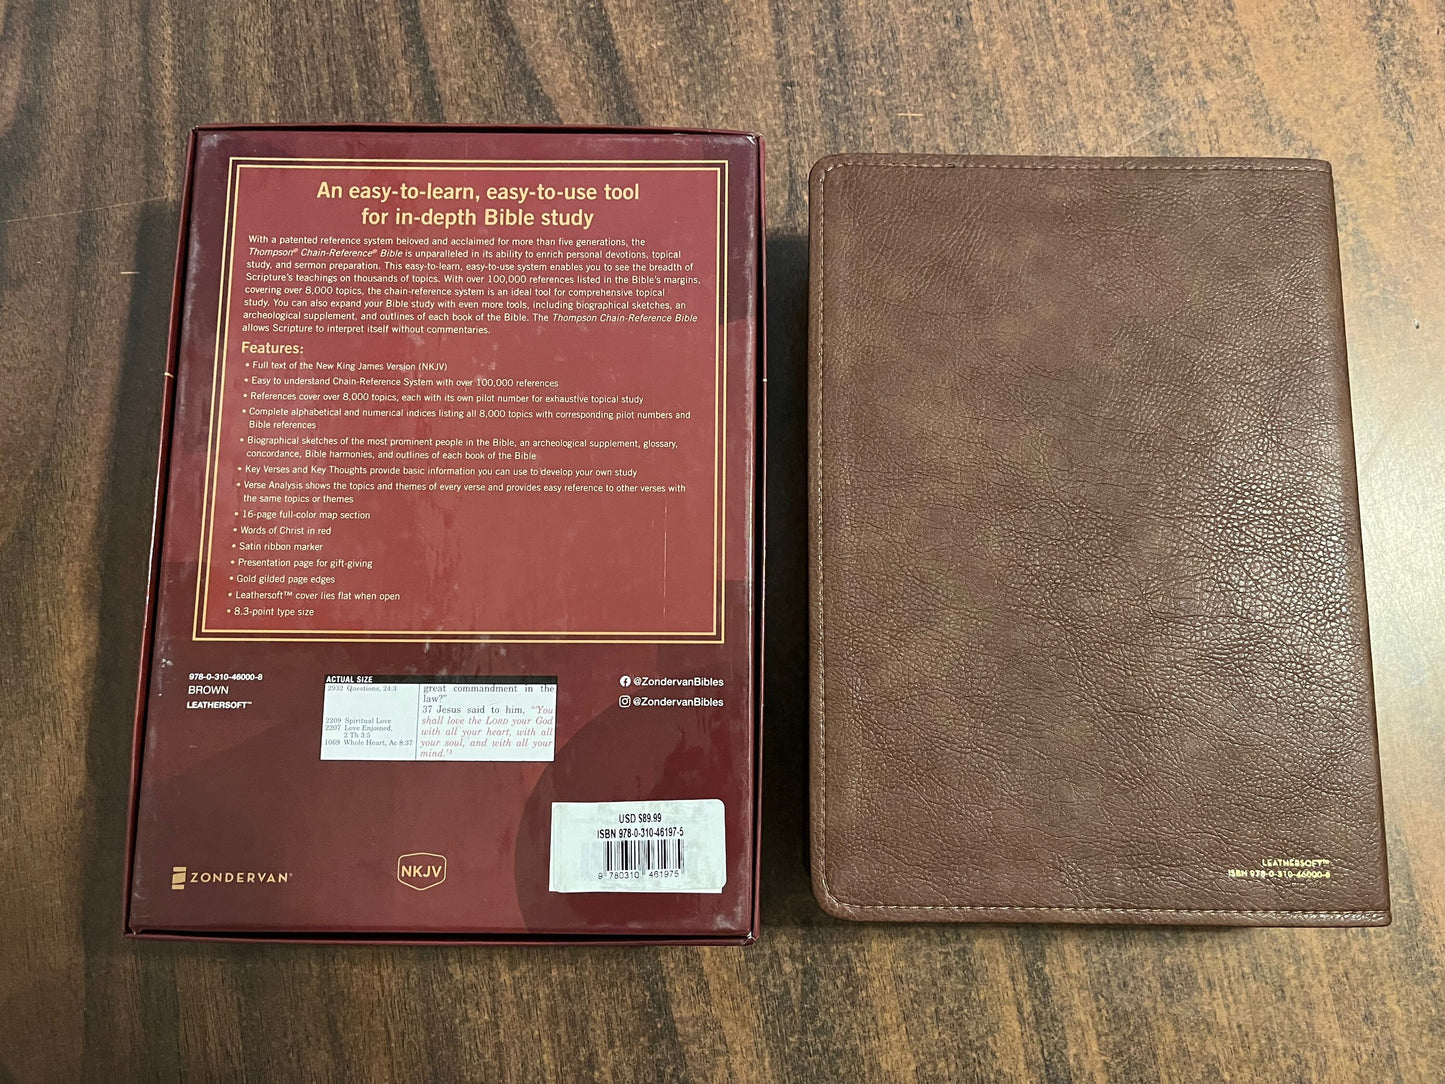 An easy-to-learn, easy-to-use tool
for in-depth Bible study
With a patented reference system beloved and acclaimed for more than five generations, the
Thompson® Chain-Reference® Bible is unparalleled in its ability to enrich personal devotions, topical
study, and sermon preparation. This easy-to-learn, easy-to-use system enables you to see the breadth of
Scripture's teachings on thousands of topics. With over 100,000 references listed in the Bible's margins,
covering over 8,000 topics, the chain-reference system is an ideal tool for comprehensive topical
study. You can also expand your Bible study with even more tools, including biographical sketches, an
archeological supplement, and outlines of each book of the Bible. The Thompson Chain-Reference Bible
allows Scripture to interpret itself without commentaries.
Features:
• Full text of the New King James Version (NKJV)
• Easy to understand Chain-Reference System with over 100,000 references
• References cover over 8,000 topics, each with its own pilot number for exhaustive topical study
• Complete alphabetical and numerical indices listing all 8,000 topics with corresponding pilot numbers and
Bible references
• Biographical sketches of the most prominent people in the Bible, an archeological supplement, glossary,
concordance, Bible harmonies, and outlines of each book of the Bible
• Key Verses and Key Thoughts provide basic information you can use to develop your own study
• Verse Analysis shows the topics and themes of every verse and provides easy reference to other verses with
the same topics or themes
• 16-page full-color map section
• Words of Christ in red
• Satin ribbon marker
• Presentation page for gift-giving
• Gold gilded page edges
• Leathersoft™ cover lies flat when open
• 8.3-point type size
978-0-310-46000-8
BROWN
LEATHERSOFT™
ACTUAL SIZE
2932 Questions, 24:3
2209 Spiritual Love
2207 Love Enjoined,
2 Th 3:5
1069 Whole Heart, Ac 8:37
great commandment in the
law?"
37 Jesus said to him, "You
shall love the LORD your God
with all your heart, with all
your soul, and with all your
mind.'³
@ZondervanBibles
@ZondervanBibles
USD $89.99
ISBN 978-0-310-46197-5
9 780310 461975
ZONDERVAN®
NKJV
LEATHERSOFT™
ISBN 978-0-310-46000-8